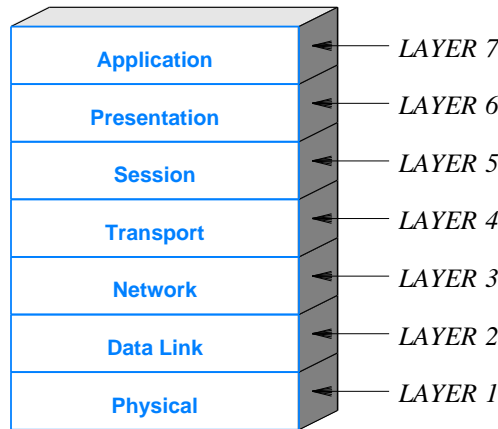 Application LAYER 7
Presentation LAYER 6
Session LAYER 5
Transport LAYER 4
Network LAYER 3
Data Link LAYER 2
Physical LAYER 1